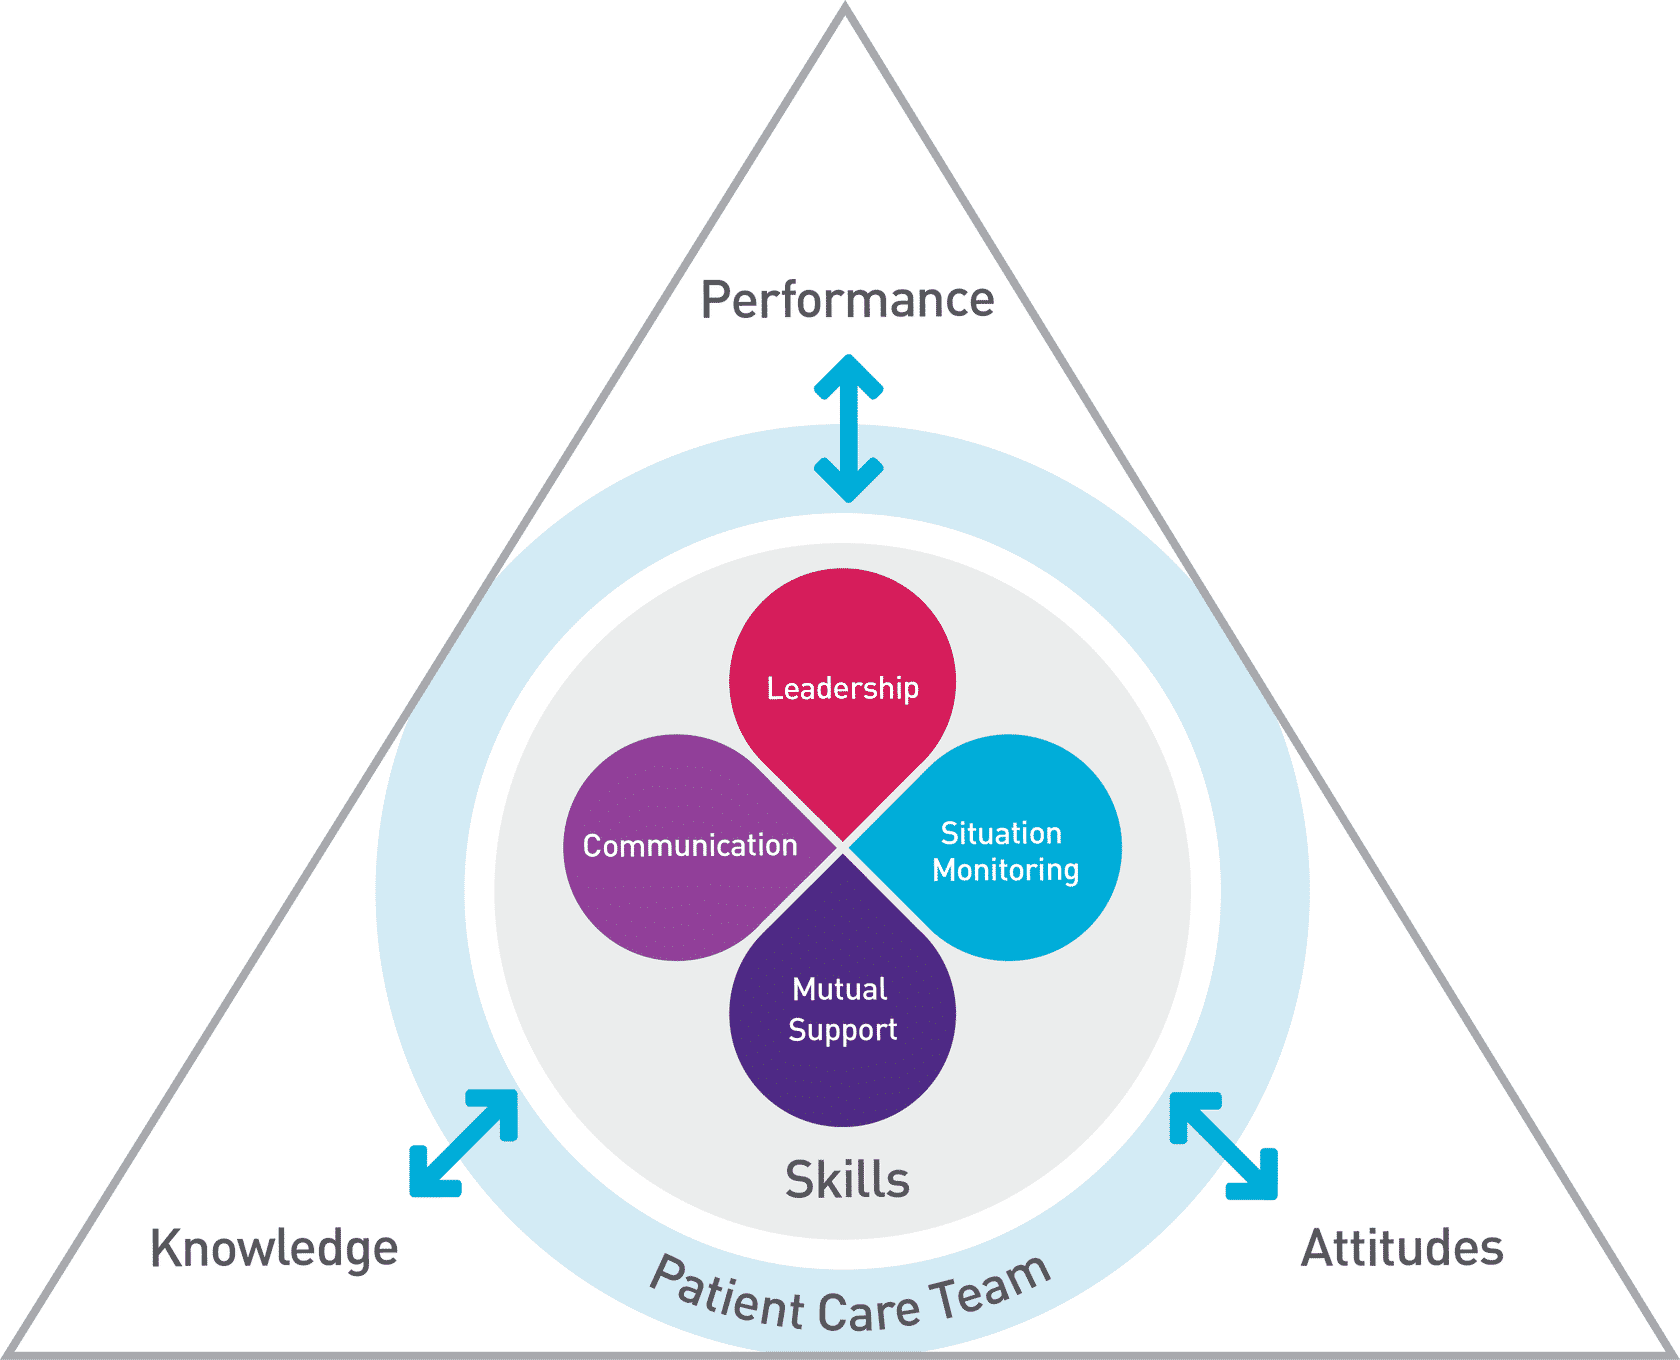 Performance
Leadership
Communication
Situation
Monitoring
Mutual
Support
Skills
Knowledge
Attitudes
Patient Care Team